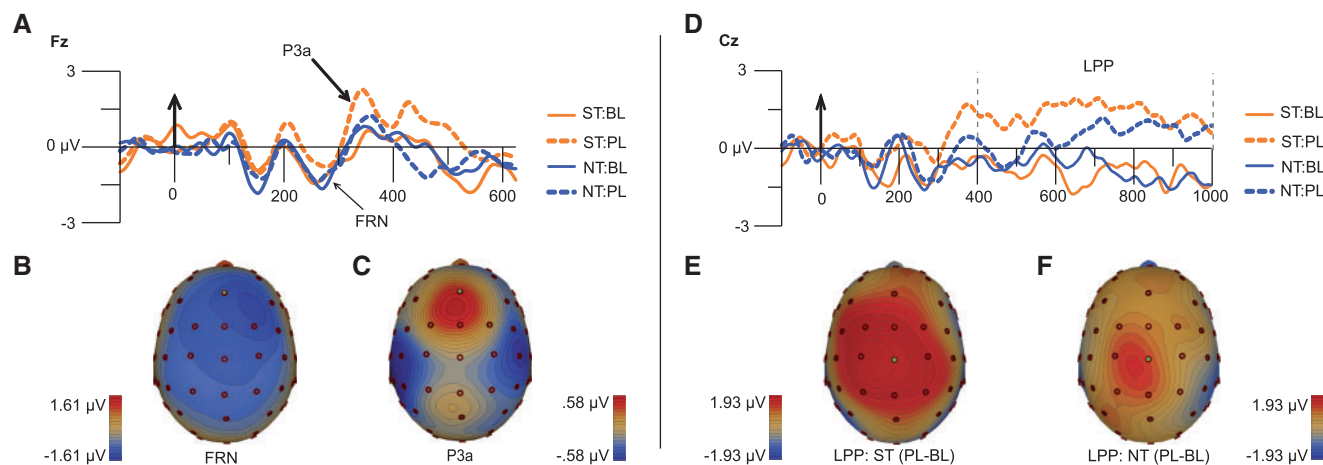 A
Fz
P3a
3
0 µV
-3
0
200
400
600
FRN
ST:BL
ST:PL
NT:BL
NT:PL
B
1.61 µV
-1.61 µV
FRN
C
.58 µV
-.58 µV
P3a
D
Cz
LPP
3
0 µV
-3
0
200
400
600
800
1000
ST:BL
ST:PL
NT:BL
NT:PL
E
1.93 µV
-1.93 µV
LPP: ST (PL-BL)
F
1.93 µV
-1.93 µV
LPP: NT (PL-BL)